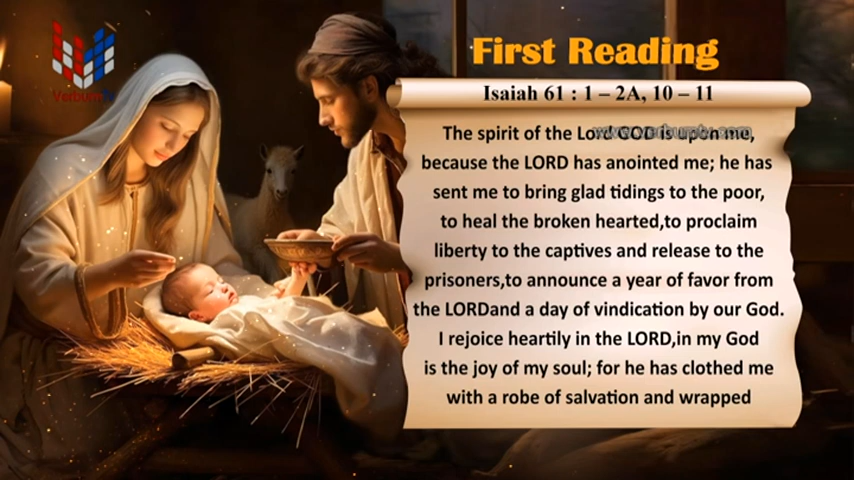 VerbumTv
First Reading
Isaiah 61 : 1 – 2A, 10 – 11
www.verbumtv.com
The spirit of the Lord GOD is upon me,
because the LORD has anointed me; he has
sent me to bring glad tidings to the poor,
to heal the broken hearted,to proclaim
liberty to the captives and release to the
prisoners,to announce a year of favor from
the LORDand a day of vindication by our God.
I rejoice heartily in the LORD,in my God
is the joy of my soul; for he has clothed me
with a robe of salvation and wrapped